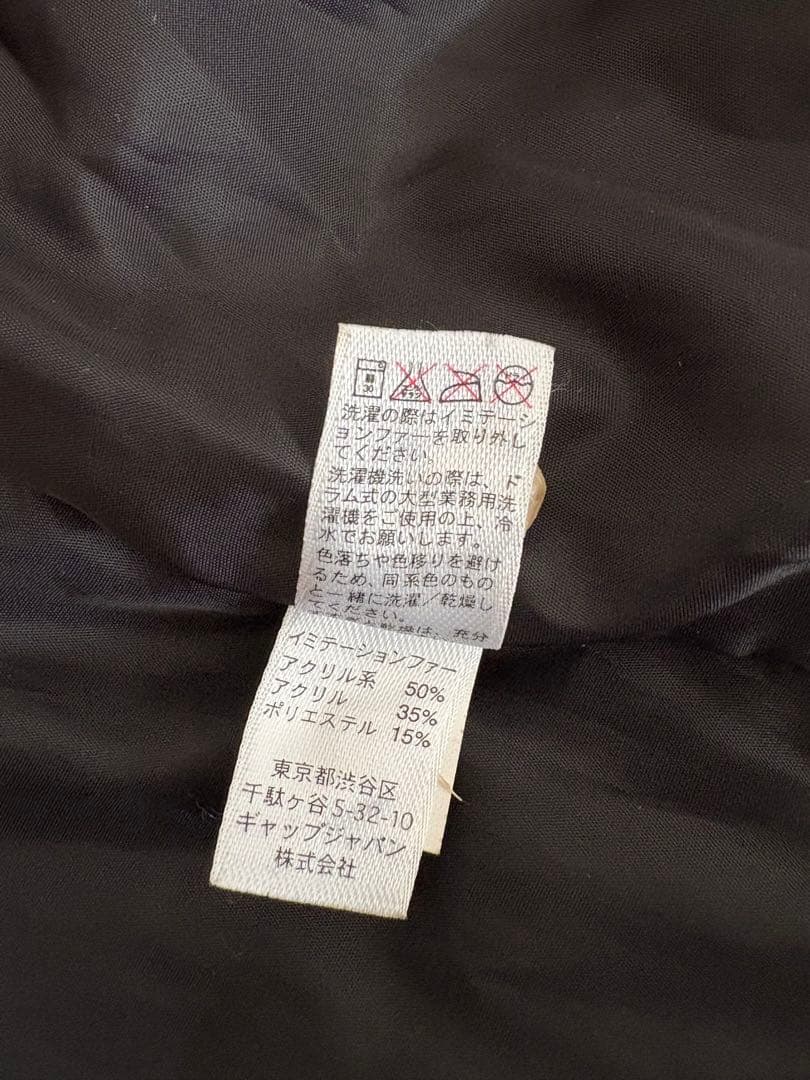 30
洗濯の際はイミテーシ
ョンファーを取り外し
てください。
洗濯機洗いの際は、ド
ラム式の大型業務用洗
濯機をご使用の上、冷
水でお願いします。
色落ちや色移りを避け
るため、同系色のもの
と一緒に洗濯/乾燥し
てください。
は、充分
イミテーションファー
アクリル系 50%
アクリル 35%
ポリエステル 15%
東京都渋谷区
千駄ヶ谷5-32-10
ギャップジャパン
株式会社